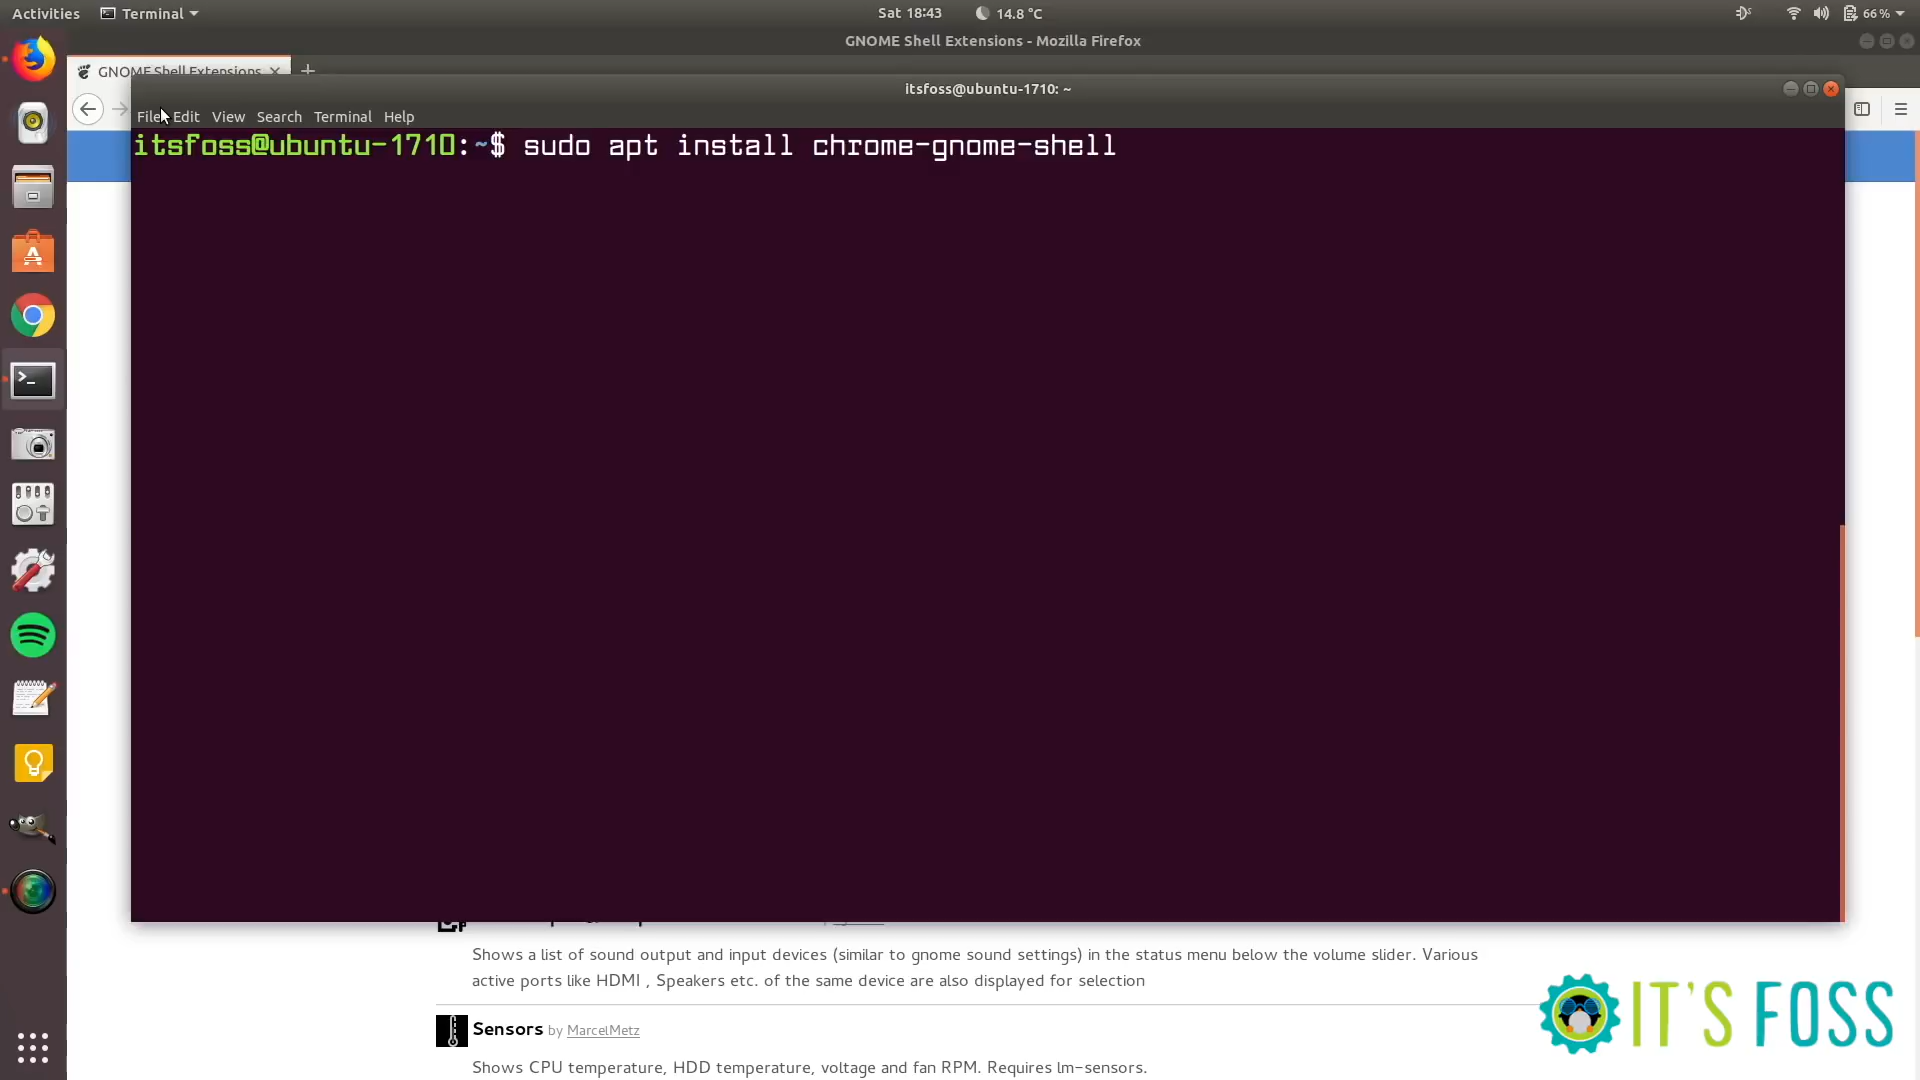 Activities Terminal Sat 18:43 14.8 °C 66 %
GNOME Shell Extensions - Mozilla Firefox
GNOME Shell Extensions
itsfoss@ubuntu-1710: ~
File Edit View Search Terminal Help
itsfoss@ubuntu-1710:~$ sudo apt install chrome-gnome-shell
Shows a list of sound output and input devices (similar to gnome sound settings) in the status menu below the volume slider. Various
active ports like HDMI , Speakers etc. of the same device are also displayed for selection
Sensors by MarcelMetz
Shows CPU temperature, HDD temperature, voltage and fan RPM. Requires lm-sensors.
IT'S FOSS